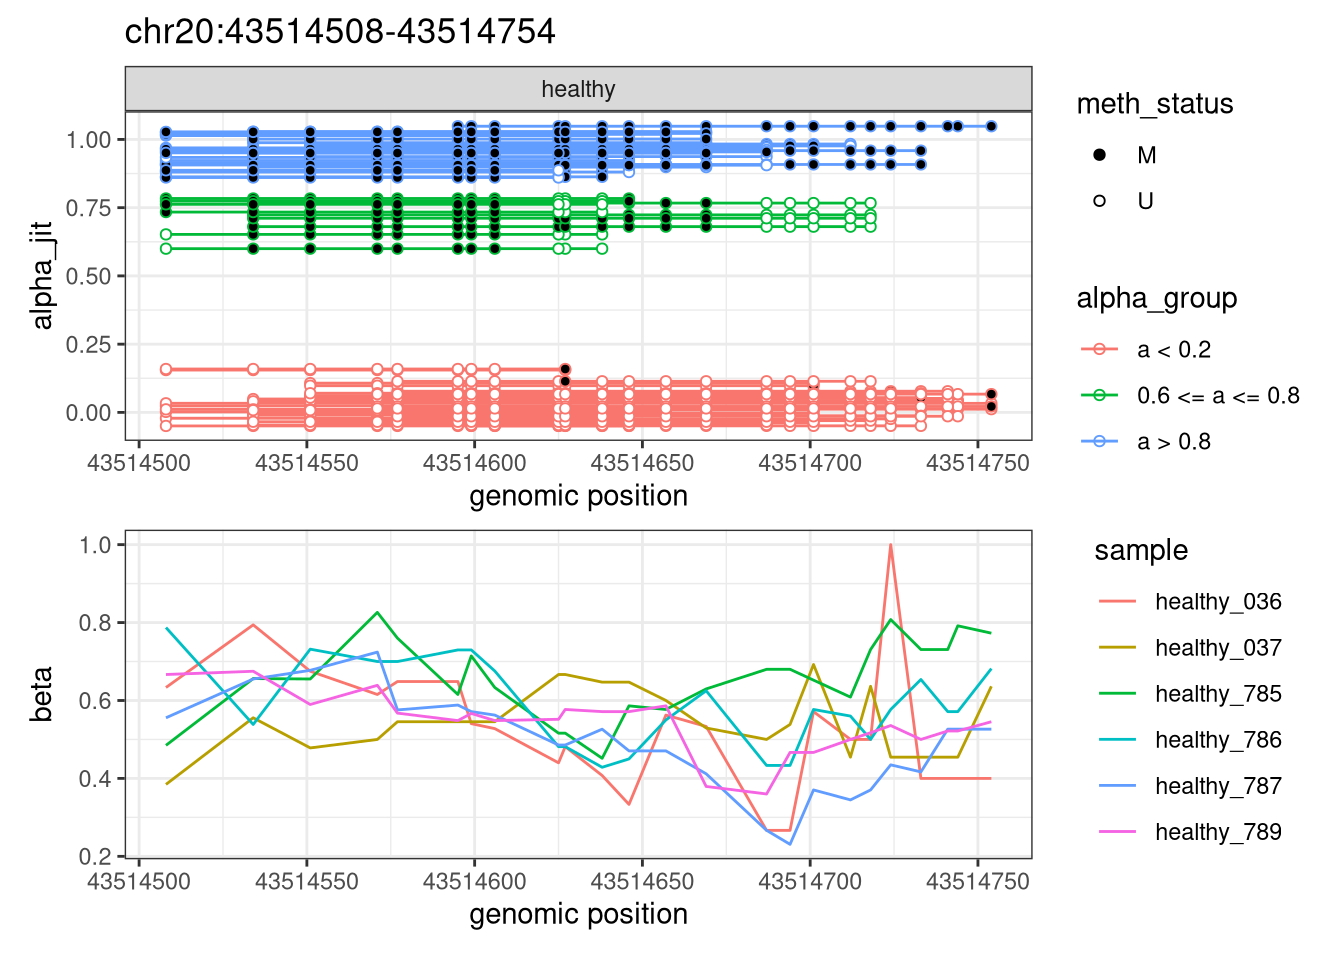 chr20:43514508-43514754
healthy
1.00
0.75
0.50
0.25
0.00
alpha_jit
43514500 43514550 43514600 43514650 43514700 43514750
genomic position
meth_status
M
U
alpha_group
a < 0.2
0.6 <= a <= 0.8
a > 0.8
1.0
0.8
0.6
0.4
0.2
beta
43514500 43514550 43514600 43514650 43514700 43514750
genomic position
sample
healthy_036
healthy_037
healthy_785
healthy_786
healthy_787
healthy_789